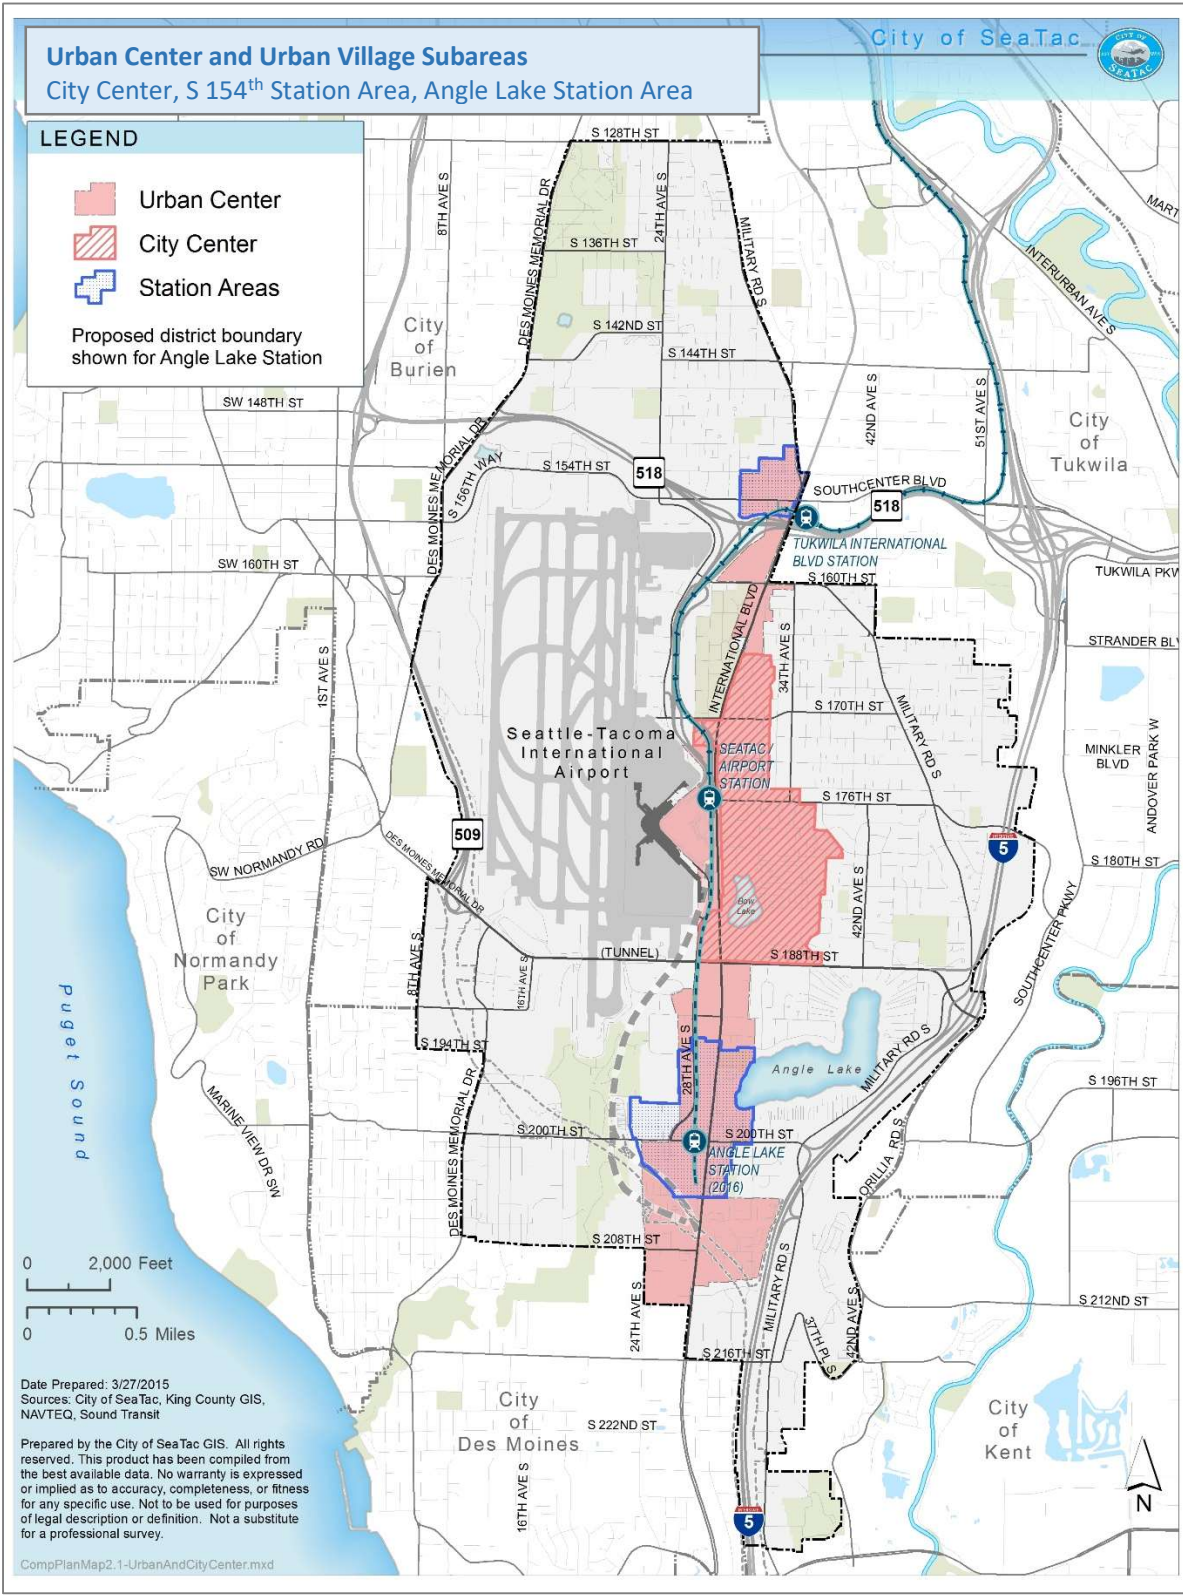 Urban Center and Urban Village Subareas
City Center, S 154th Station Area, Angle Lake Station Area
City of SeaTac
CITY OF
SEATAC
LEGEND
Urban Center
City Center
Station Areas
Proposed district boundary
shown for Angle Lake Station
S 128TH ST
8TH AVE S
DES MOINES MEMORIAL DR
24TH AVE S
MILITARY RD S
MART
S 136TH ST
INTERURBAN AVE S
City
of
Burien
S 142ND ST
S 144TH ST
42ND AVE S
51ST AVE S
City
of
Tukwila
SW 148TH ST
DES MOINES MEMORIAL DR
S 156TH WAY
S 154TH ST
518
SOUTHCENTER BLVD
518
TUKWILA INTERNATIONAL
BLVD STATION
SW 160TH ST
S 160TH ST
TUKWILA PKW
INTERNATIONAL BLVD
34TH AVE S
STRANDER BL
1ST AVE S
S 170TH ST
MILITARY RD S
Seattle-Tacoma
International
Airport
SEATAC /
AIRPORT
STATION
MINKLER
BLVD
ANDOVER PARK W
S 176TH ST
509
DES MOINES MEMORIAL DR
SW NORMANDY RD
5
S 180TH ST
Bow
Lake
42ND AVE S
SOUTHCENTER PKWY
City
of
Normandy
Park
8TH AVE S
16TH AVE S
(TUNNEL)
S 188TH ST
Puget Sound
S 194TH ST
28TH AVE S
Angle Lake
MILITARY RD S
S 196TH ST
MARINE VIEW DR SW
DES MOINES MEMORIAL DR
S 200TH ST
S 200TH ST
ANGLE LAKE
STATION
(2016)
ORILLIA RD S
S 208TH ST
0 2,000 Feet
0 0.5 Miles
24TH AVE S
MILITARY RD S
37TH PL S
42ND AVE S
S 212ND ST
S 216TH ST
Date Prepared: 3/27/2015
Sources: City of SeaTac, King County GIS,
NAVTEQ, Sound Transit
City
of
Des Moines
S 222ND ST
16TH AVE S
City
of
Kent
Prepared by the City of SeaTac GIS. All rights
reserved. This product has been compiled from
the best available data. No warranty is expressed
or implied as to accuracy, completeness, or fitness
for any specific use. Not to be used for purposes
of legal description or definition. Not a substitute
for a professional survey.
5
N
CompPlanMap2.1-UrbanAndCityCenter.mxd